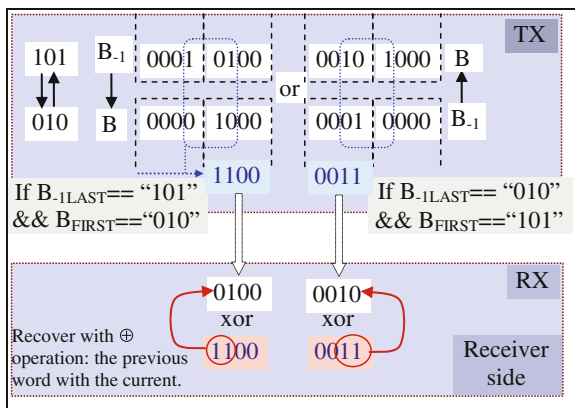 TX
101
B-1
0001 0100
0010 1000
B
or
010
B
0000 1000
0001 0000
B-1
1100
0011
If B-1LAST== “101”
&& BFIRST==“010”
If B-1LAST== “010”
&& BFIRST==“101”
RX
0100
0010
xor
xor
Recover with ⊕
operation: the previous
word with the current.
1100
0011
Receiver
side